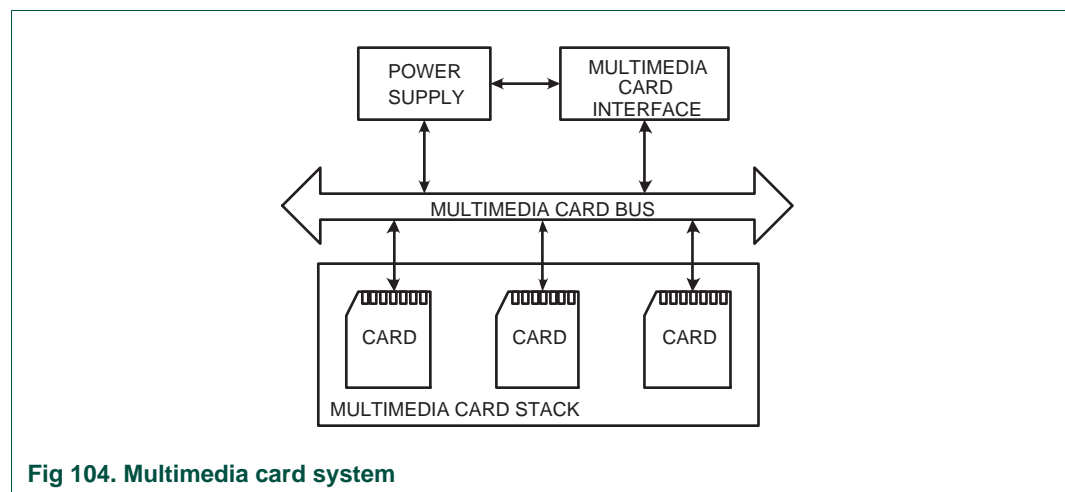 POWER
SUPPLY
MULTIMEDIA
CARD
INTERFACE
MULTIMEDIA CARD BUS
CARD
CARD
CARD
MULTIMEDIA CARD STACK
Fig 104. Multimedia card system